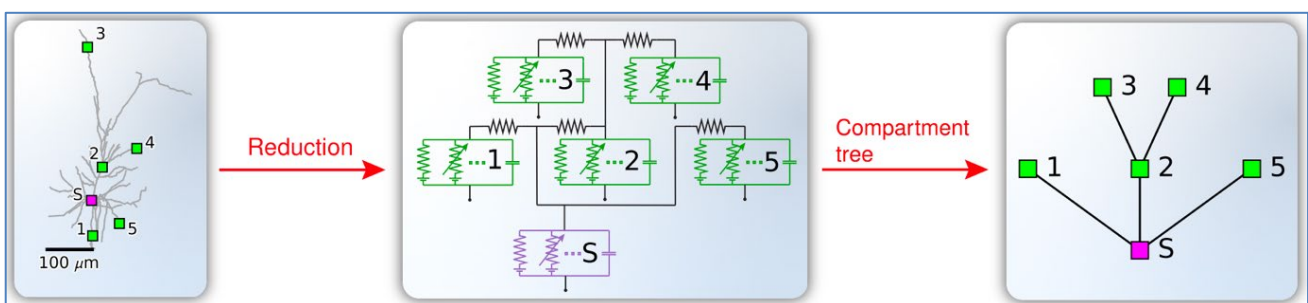 3
4
2
S
1
5
100 μm
Reduction
...3
...4
...1
...2
...5
...S
Compartment
tree
3
4
1
2
5
S